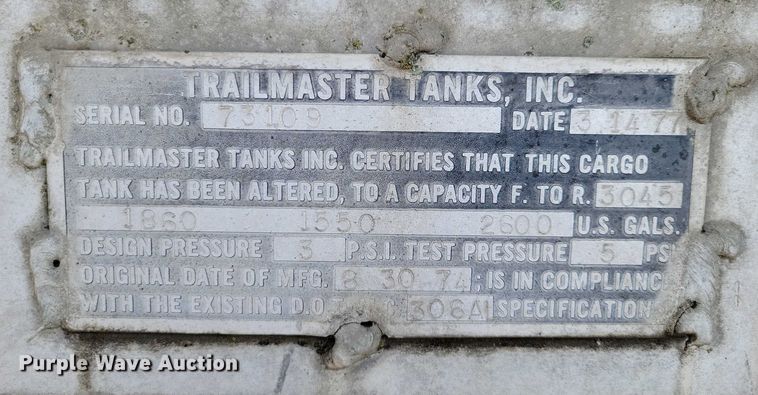 TRAILMASTER TANKS, INC.
SERIAL NO. 73109 DATE 3 14 77
TRAILMASTER TANKS INC. CERTIFIES THAT THIS CARGO
TANK HAS BEEN ALTERED, TO A CAPACITY F. TO R. 3045
1860 1550 2600 U.S. GALS.
DESIGN PRESSURE 3 P.S.I. TEST PRESSURE 5 PSI
ORIGINAL DATE OF MFG. 8 30 74; IS IN COMPLIANC
WITH THE EXISTING D.O. 306A SPECIFICATION
Purple Wave Auction